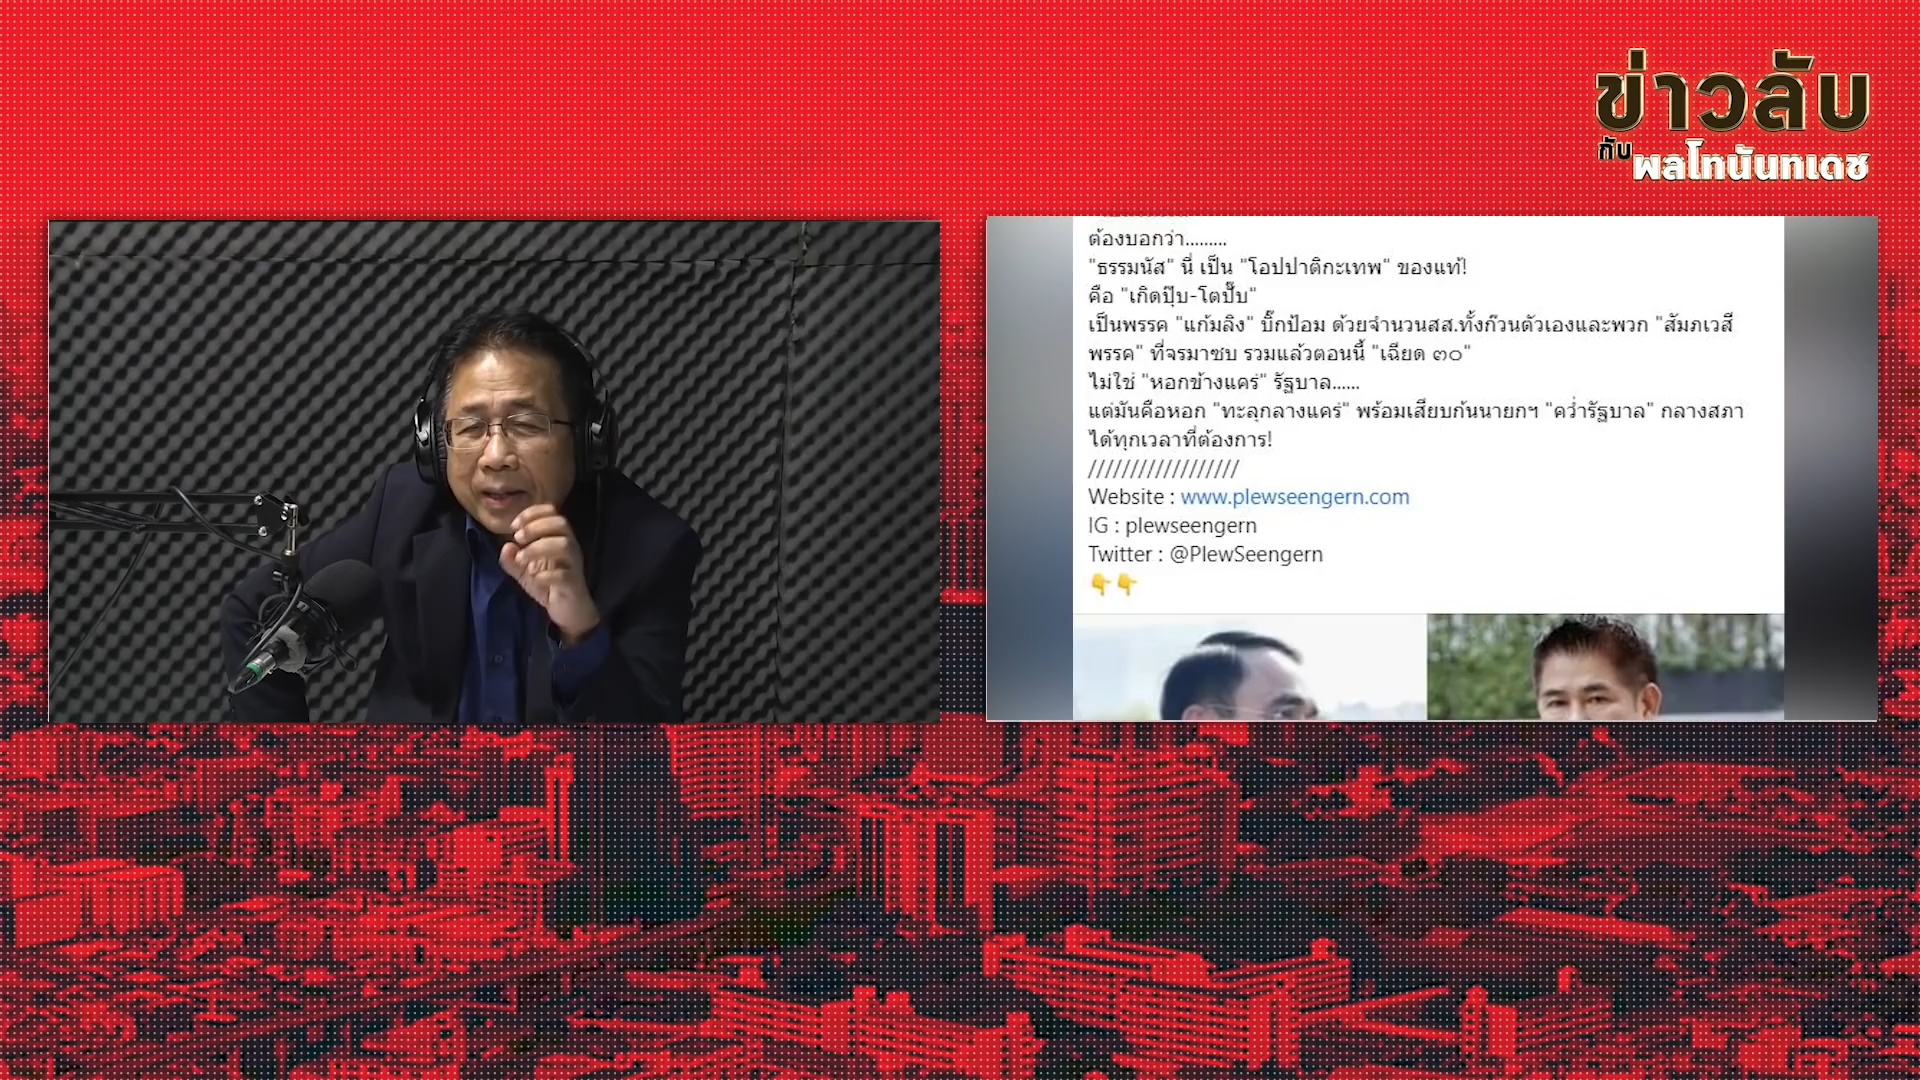 ข่าวลับ
กับ พลโทนันทเดช
ต้องบอกว่า.........
"ธรรมนัส" นี่ เป็น "โอปปาติกะเทพ" ของแท้!
คือ "เกิดปุ๊บ-โตปั๊บ"
เป็นพรรค "แก้มลิง" บิ๊กป้อม ด้วยจำนวนสส.ทั้งก๊วนตัวเองและพวก "สัมภเวสี
พรรค" ที่จรมาซบ รวมแล้วตอนนี้ "เฉียด ๓๐"
ไม่ใช่ "หอกข้างแคร่" รัฐบาล......
แต่มันคือหอก "ทะลุกลางแคร่" พร้อมเสียบก้นนายกฯ "คว่ำรัฐบาล" กลางสภา
ได้ทุกเวลาที่ต้องการ!
//////////////////
Website : www.plewseengern.com
IG : plewseengern
Twitter : @PlewSeengern